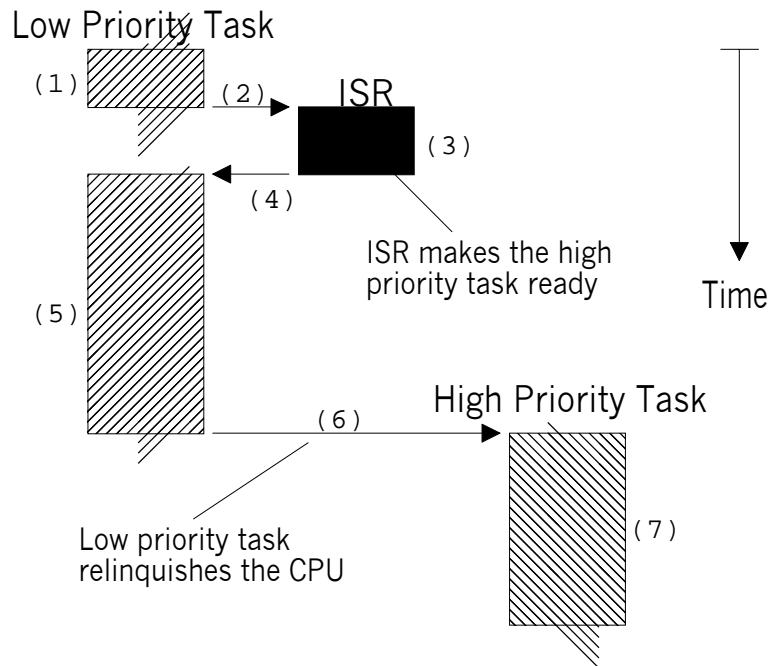 Low Priority Task
(1)
(2)
ISR
(3)
(4)
ISR makes the high
priority task ready
Time
(5)
High Priority Task
(6)
(7)
Low priority task
relinquishes the CPU